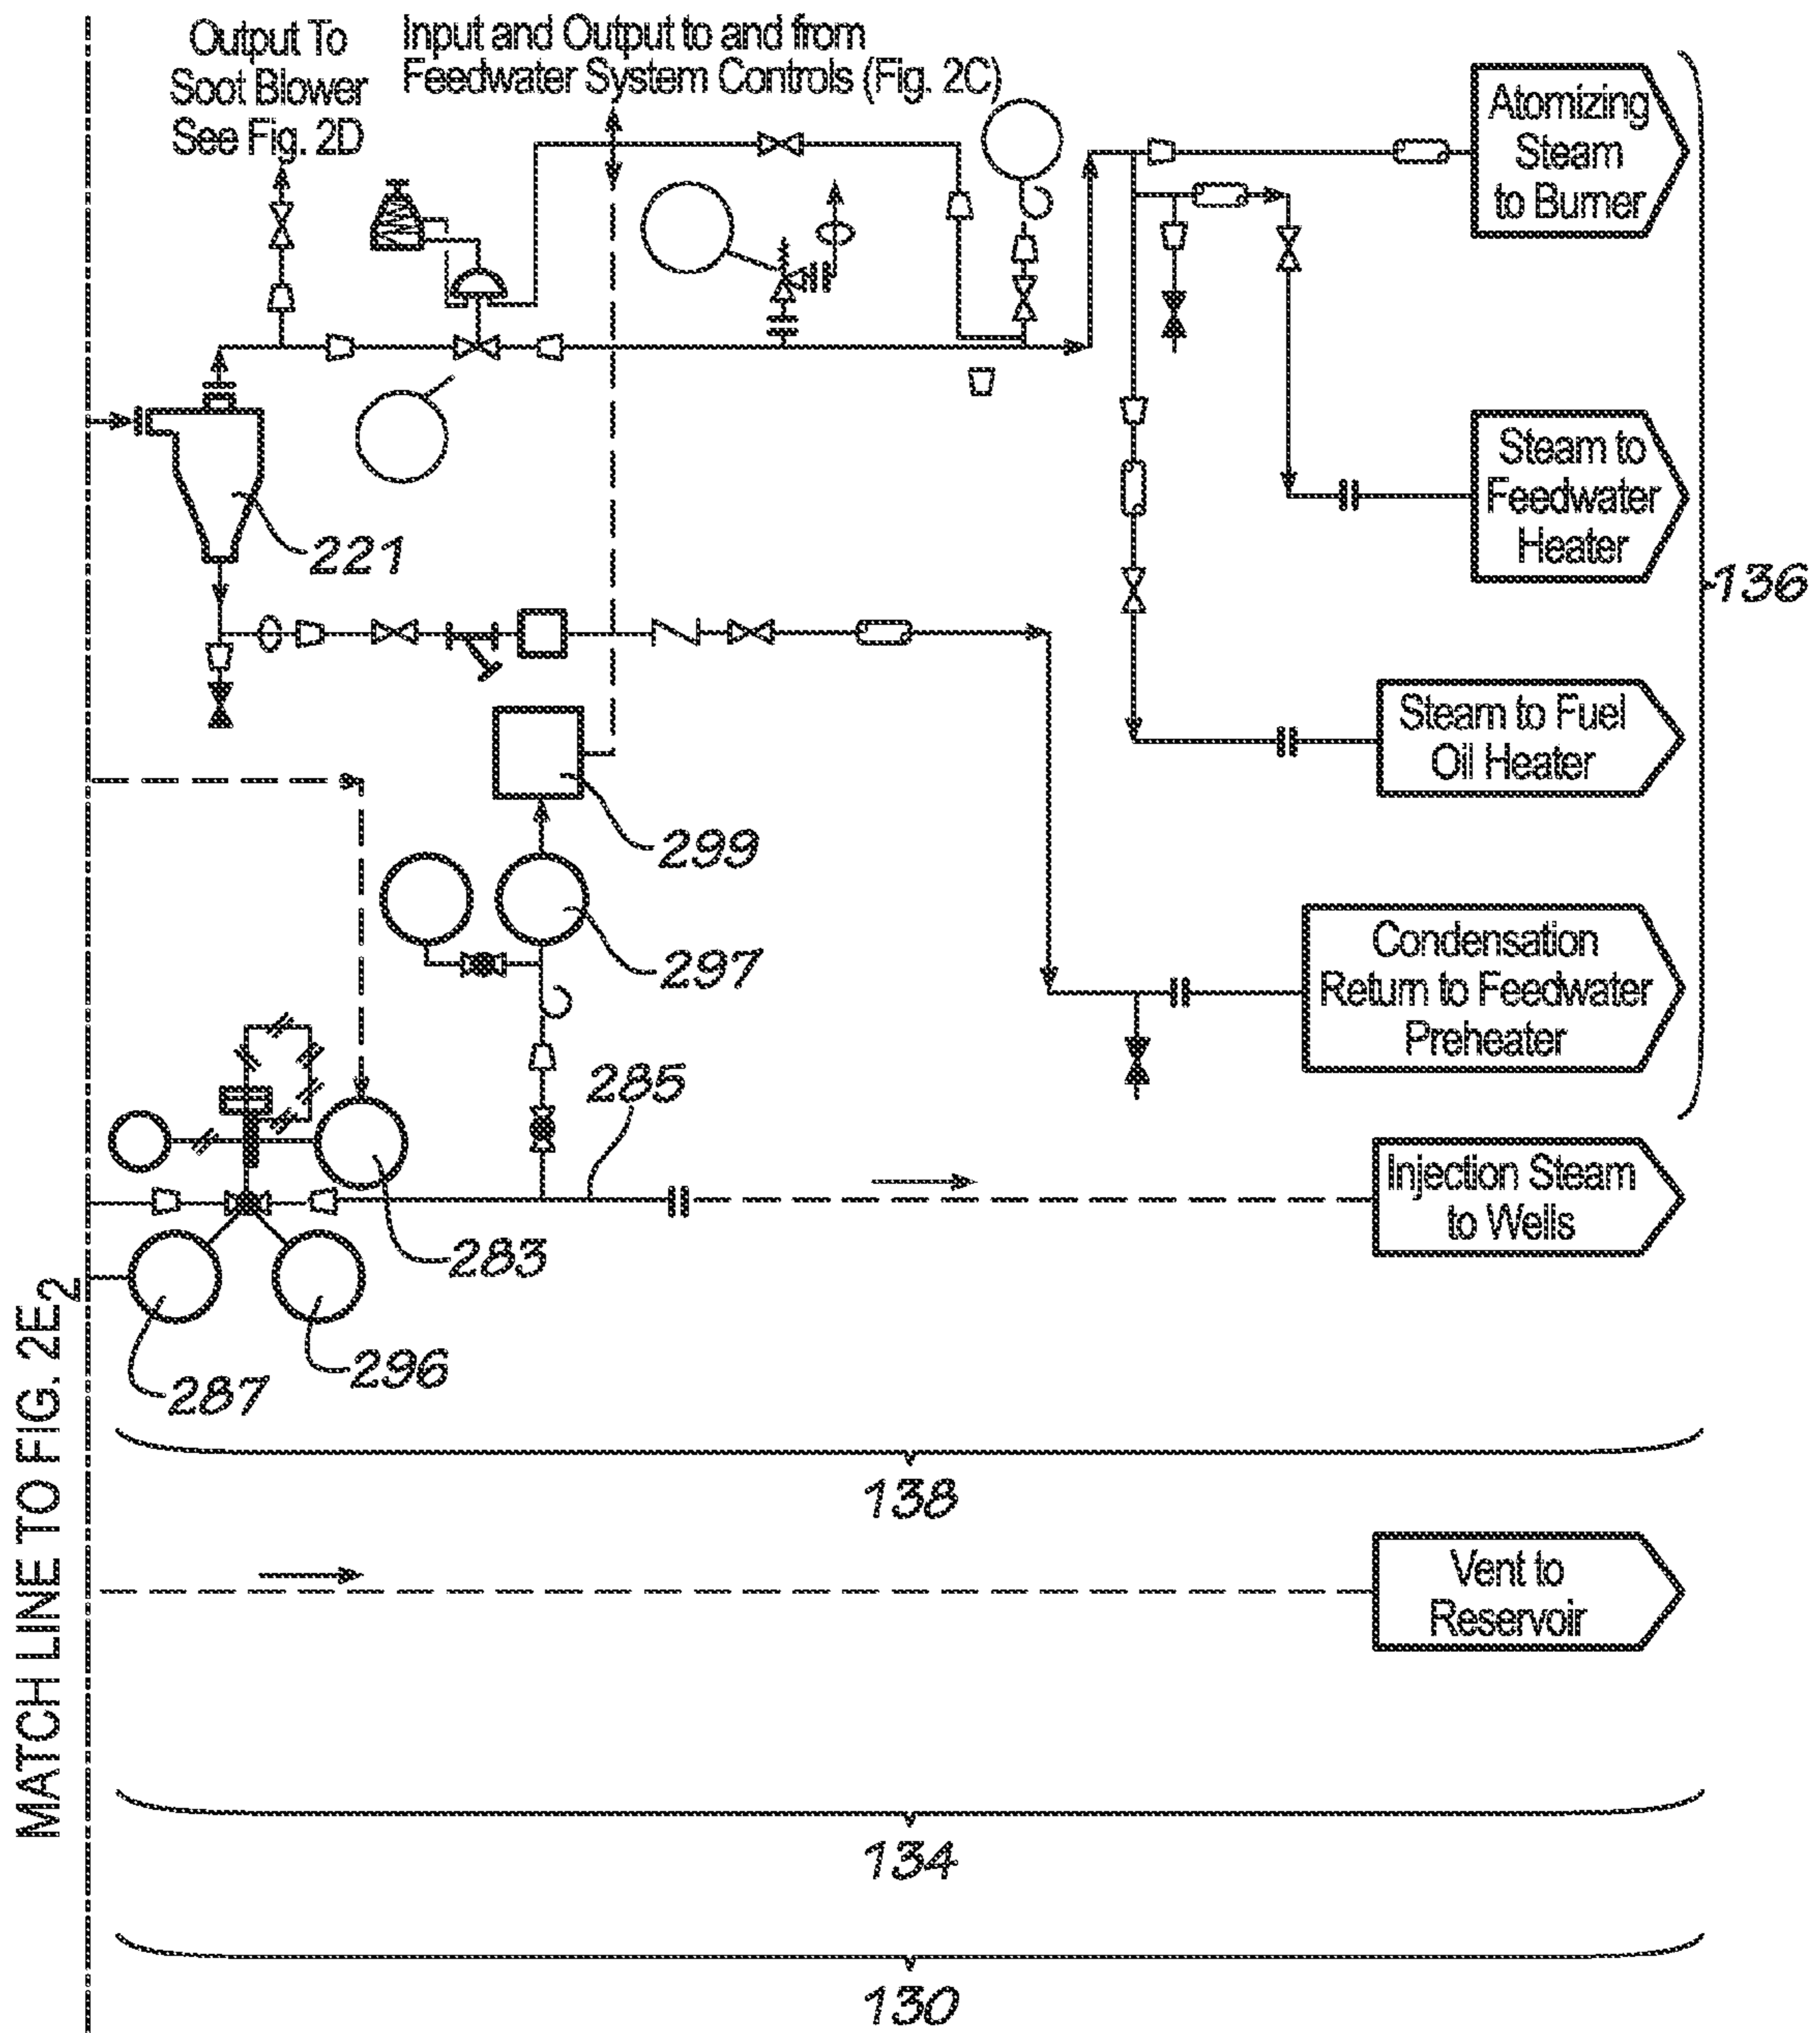 Output To
Soot Blower
See Fig. 2D
Input and Output to and from
Feedwater System Controls (Fig. 2C)
Atomizing
Steam
to Burner
Steam to
Feedwater
Heater
136
221
Steam to Fuel
Oil Heater
299
297
Condensation
Return to Feedwater
Preheater
285
Injection Steam
to Wells
283
296
287
MATCH LINE TO FIG. 2E2
138
Vent to
Reservoir
134
130